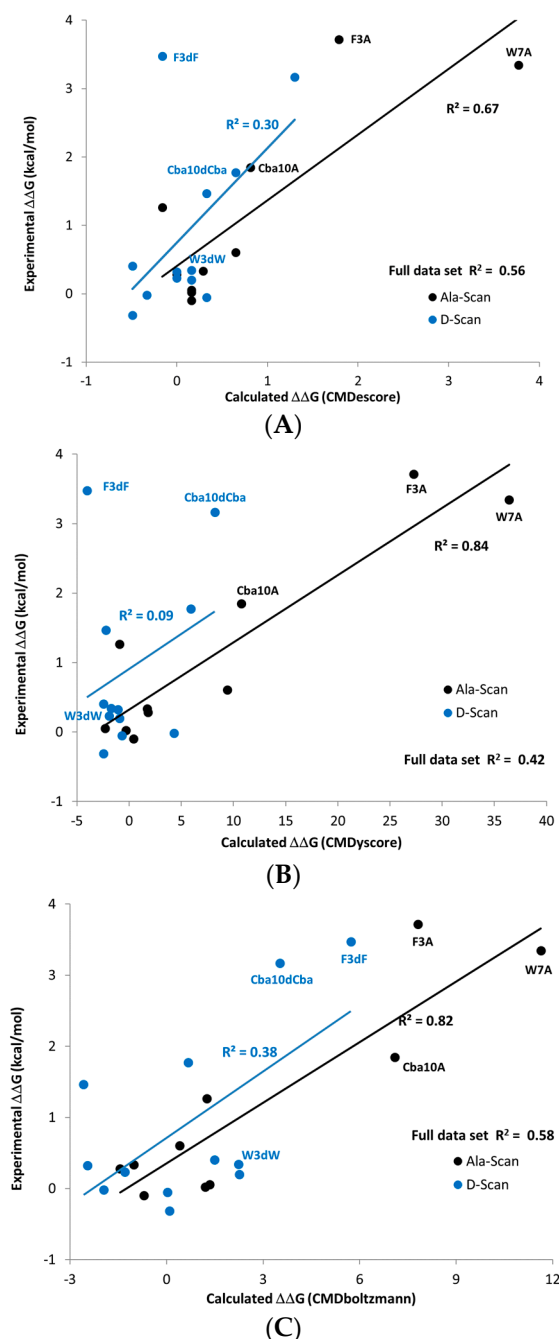 4
F3A
F3dF
W7A
3
R² = 0.67
R² = 0.30
2
Cba10dCba
Cba10A
1
W3dW
Full data set R² = 0.56
Ala-Scan
0
D-Scan
-1
-1 0 1 2 3 4
Experimental ΔΔG (kcal/mol)
Calculated ΔΔG (CMDescore)
(A)
4
F3dF
Cba10dCba
F3A
W7A
3
R² = 0.84
2
Cba10A
R² = 0.09
1
Ala-Scan
W3dW
D-Scan
0
Full data set R² = 0.42
-1
-5 0 5 10 15 20 25 30 35 40
Experimental ΔΔG (kcal/mol)
Calculated ΔΔG (CMDyscore)
(B)
4
F3A
F3dF
W7A
Cba10dCba
3
R² = 0.82
R² = 0.38
2
Cba10A
1
Full data set R² = 0.58
W3dW
Ala-Scan
0
D-Scan
-1
-3 0 3 6 9 12
Experimental ΔΔG (kcal/mol)
Calculated ΔΔG (CMDboltzmann)
(C)